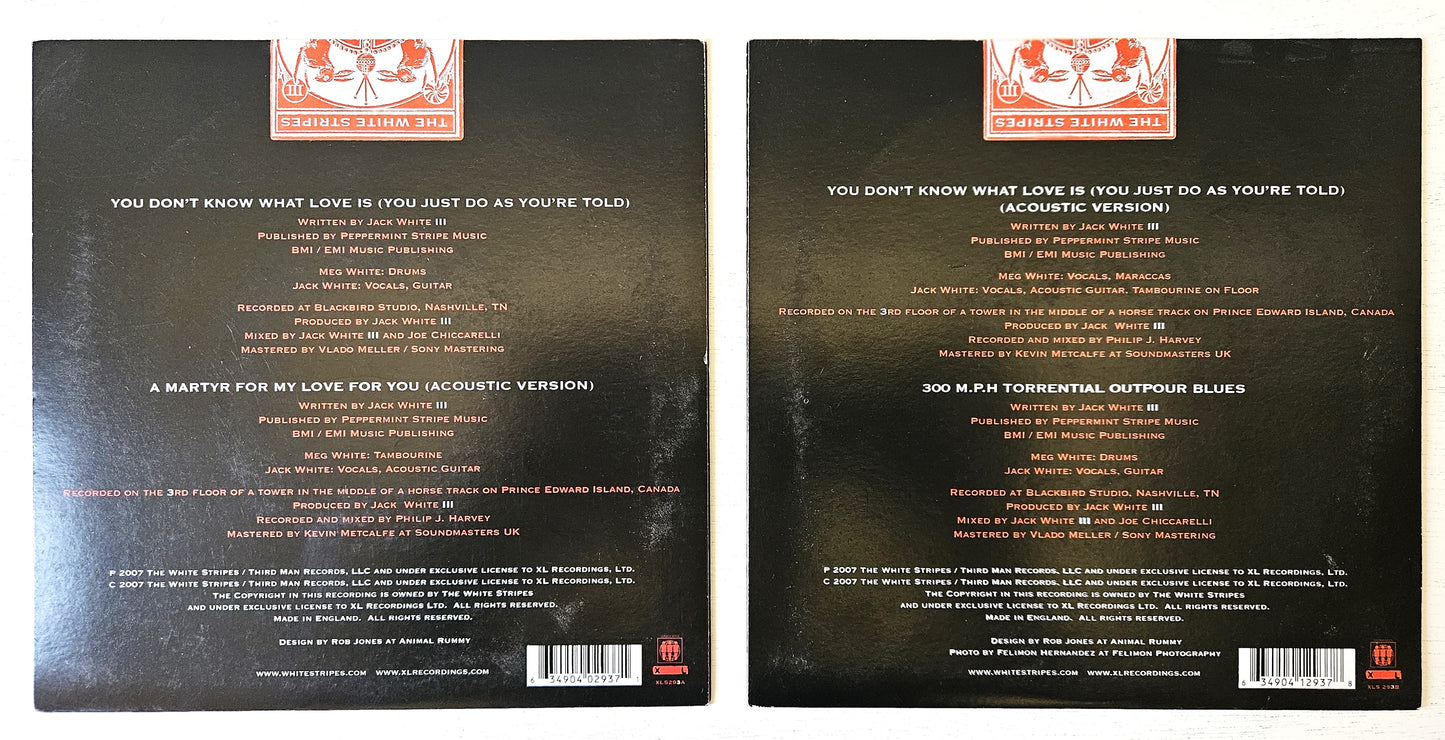 III
THE WHITE STRIPES
YOU DON'T KNOW WHAT LOVE IS (YOU JUST DO AS YOU'RE TOLD)
WRITTEN BY JACK WHITE III
PUBLISHED BY PEPPERMINT STRIPE MUSIC
BMI / EMI MUSIC PUBLISHING
MEG WHITE: DRUMS
JACK WHITE: VOCALS, GUITAR
RECORDED AT BLACKBIRD STUDIO, NASHVILLE, TN
PRODUCED BY JACK WHITE III
MIXED BY JACK WHITE III AND JOE CHICCARELLI
MASTERED BY VLADO MELLER / SONY MASTERING
A MARTYR FOR MY LOVE FOR YOU (ACOUSTIC VERSION)
WRITTEN BY JACK WHITE III
PUBLISHED BY PEPPERMINT STRIPE MUSIC
BMI / EMI MUSIC PUBLISHING
MEG WHITE: TAMBOURINE
JACK WHITE: VOCALS, ACOUSTIC GUITAR
RECORDED ON THE 3RD FLOOR OF A TOWER IN THE MIDDLE OF A HORSE TRACK ON PRINCE EDWARD ISLAND, CANADA
PRODUCED BY JACK WHITE III
RECORDED AND MIXED BY PHILIP J. HARVEY
MASTERED BY KEVIN METCALFE AT SOUNDMASTERS UK
P 2007 THE WHITE STRIPES / THIRD MAN RECORDS, LLC AND UNDER EXCLUSIVE LICENSE TO XL RECORDINGS, LTD.
C 2007 THE WHITE STRIPES / THIRD MAN RECORDS, LLC AND UNDER EXCLUSIVE LICENSE TO XL RECORDINGS, LTD.
THE COPYRIGHT IN THIS RECORDING IS OWNED BY THE WHITE STRIPES
AND UNDER EXCLUSIVE LICENSE TO XL RECORDINGS LTD. ALL RIGHTS RESERVED.
MADE IN ENGLAND. ALL RIGHTS RESERVED.
DESIGN BY ROB JONES AT ANIMAL RUMMY
WWW.WHITESTRIPES.COM WWW.XLRECORDINGS.COM
6 34904 02937 1
XL
XLS293A
III
THE WHITE STRIPES
YOU DON'T KNOW WHAT LOVE IS (YOU JUST DO AS YOU'RE TOLD)
(ACOUSTIC VERSION)
WRITTEN BY JACK WHITE III
PUBLISHED BY PEPPERMINT STRIPE MUSIC
BMI / EMI MUSIC PUBLISHING
MEG WHITE: VOCALS, MARACCAS
JACK WHITE: VOCALS, ACOUSTIC GUITAR, TAMBOURINE ON FLOOR
RECORDED ON THE 3RD FLOOR OF A TOWER IN THE MIDDLE OF A HORSE TRACK ON PRINCE EDWARD ISLAND, CANADA
PRODUCED BY JACK WHITE III
RECORDED AND MIXED BY PHILIP J. HARVEY
MASTERED BY KEVIN METCALFE AT SOUNDMASTERS UK
300 M.P.H TORRENTIAL OUTPOUR BLUES
WRITTEN BY JACK WHITE III
PUBLISHED BY PEPPERMINT STRIPE MUSIC
BMI / EMI MUSIC PUBLISHING
MEG WHITE: DRUMS
JACK WHITE: VOCALS, GUITAR
RECORDED AT BLACKBIRD STUDIO, NASHVILLE, TN
PRODUCED BY JACK WHITE III
MIXED BY JACK WHITE III AND JOE CHICCARELLI
MASTERED BY VLADO MELLER / SONY MASTERING
P 2007 THE WHITE STRIPES / THIRD MAN RECORDS, LLC AND UNDER EXCLUSIVE LICENSE TO XL RECORDINGS, LTD.
C 2007 THE WHITE STRIPES / THIRD MAN RECORDS, LLC AND UNDER EXCLUSIVE LICENSE TO XL RECORDINGS, LTD.
THE COPYRIGHT IN THIS RECORDING IS OWNED BY THE WHITE STRIPES
AND UNDER EXCLUSIVE LICENSE TO XL RECORDINGS LTD. ALL RIGHTS RESERVED.
MADE IN ENGLAND. ALL RIGHTS RESERVED.
DESIGN BY ROB JONES AT ANIMAL RUMMY
PHOTO BY FELIMON HERNANDEZ AT FELIMON PHOTOGRAPHY
WWW.WHITESTRIPES.COM WWW.XLRECORDINGS.COM
6 34904 12937 8
XL
XLS 293B